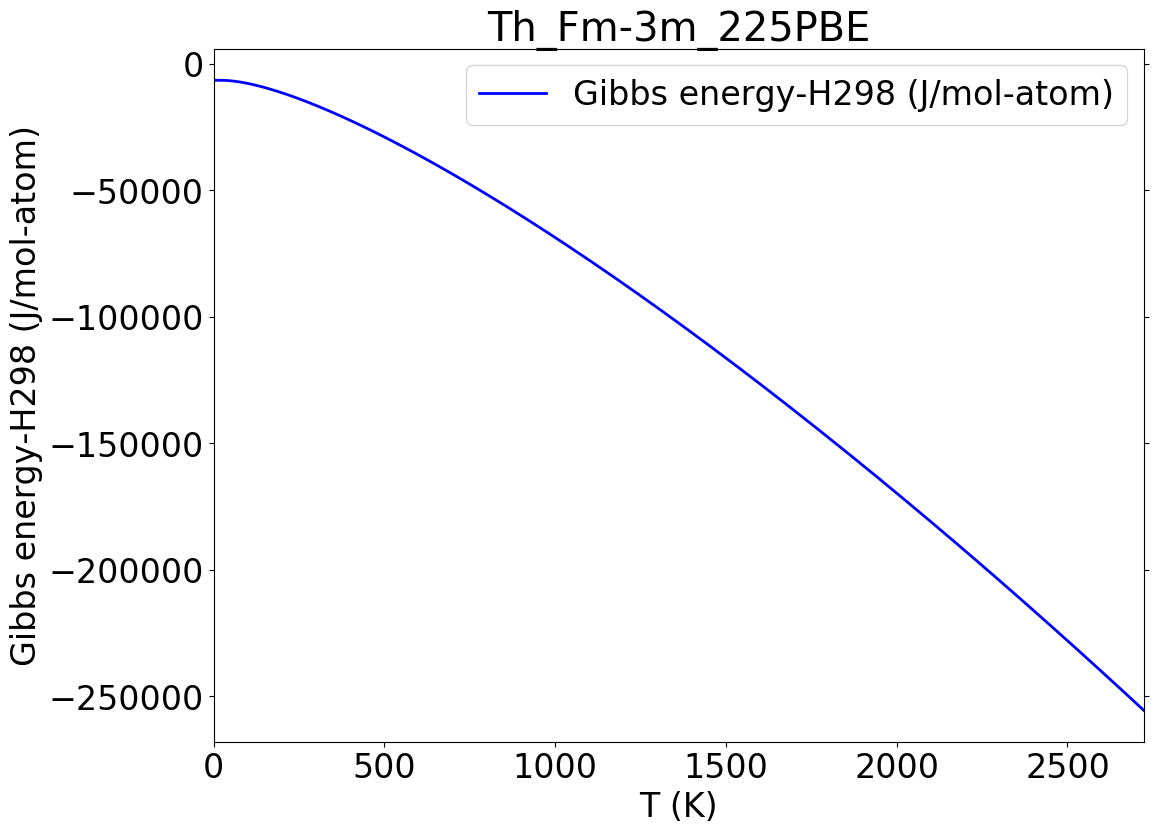 Th_Fm-3m_225PBE
Gibbs energy-H298 (J/mol-atom)
Gibbs energy-H298 (J/mol-atom)
0
−50000
−100000
−150000
−200000
−250000
0 500 1000 1500 2000 2500
T (K)